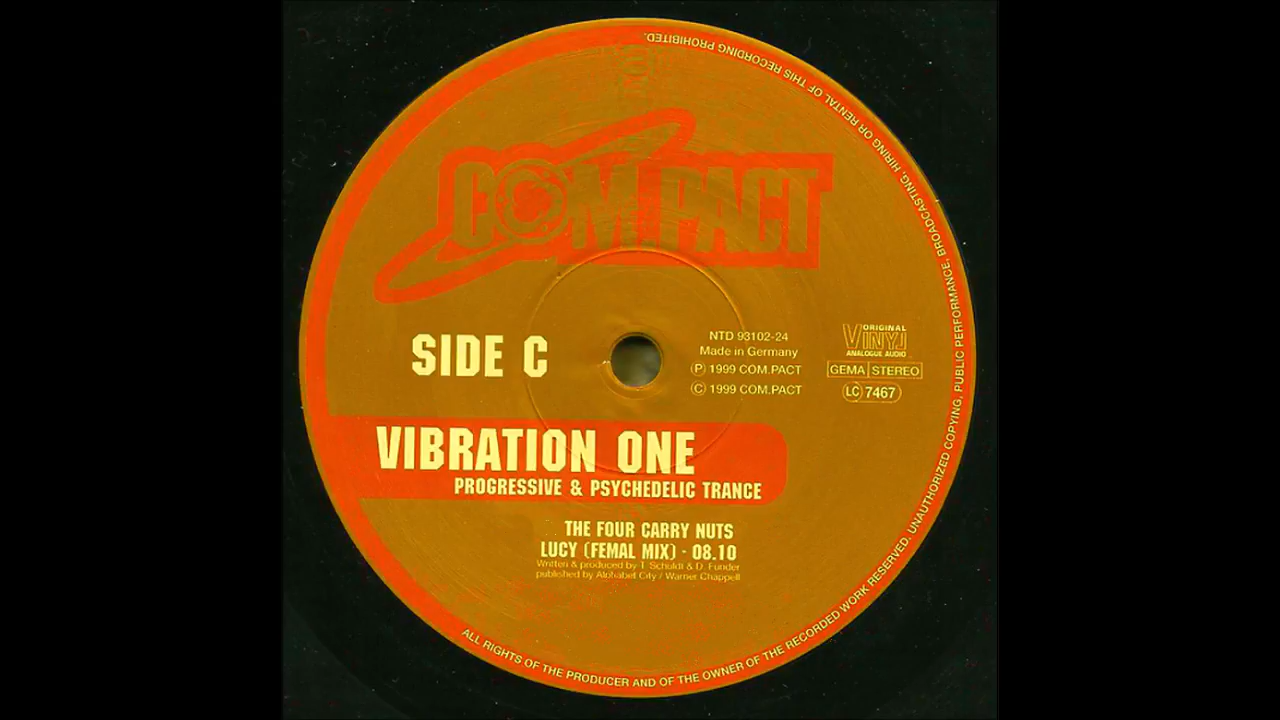 COM.PACT
SIDE C
NTD 93102-24
Made in Germany
Ⓟ 1999 COM.PACT
Ⓒ 1999 COM.PACT
ORIGINAL
VINYL
ANALOGUE AUDIO
GEMA STEREO
LC 7467
VIBRATION ONE
PROGRESSIVE & PSYCHEDELIC TRANCE
THE FOUR CARRY NUTS
LUCY (FEMAL MIX) · 08.10
Written & produced by T. Schuldt & D. Funder
published by Alphabet City / Warner Chappell
ALL RIGHTS OF THE PRODUCER AND OF THE OWNER OF THE RECORDED WORK RESERVED. UNAUTHORIZED COPYING, PUBLIC PERFORMANCE, BROADCASTING, HIRING OR RENTAL OF THIS RECORDING PROHIBITED.